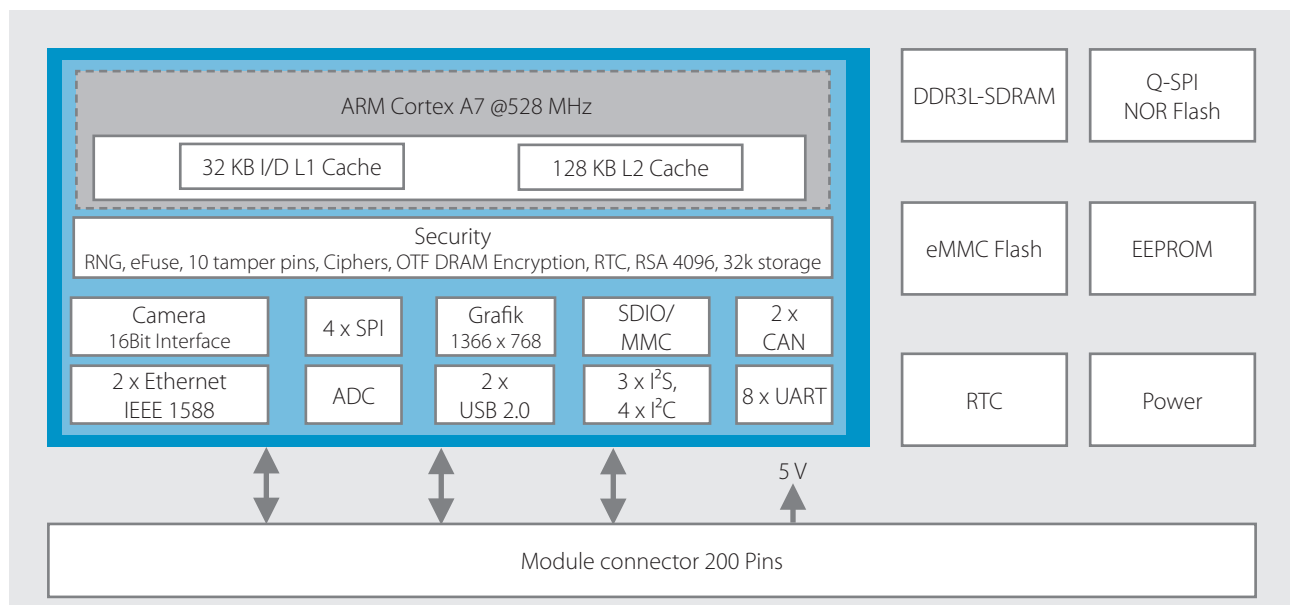 ARM Cortex A7 @528 MHz
32 KB I/D L1 Cache
128 KB L2 Cache
Security
RNG, eFuse, 10 tamper pins, Ciphers, OTF DRAM Encryption, RTC, RSA 4096, 32k storage
Camera
16Bit Interface
4 x SPI
Grafik
1366 x 768
SDIO/
MMC
2 x
CAN
2 x Ethernet
IEEE 1588
ADC
2 x
USB 2.0
3 x I²S,
4 x I²C
8 x UART
DDR3L-SDRAM
Q-SPI
NOR Flash
eMMC Flash
EEPROM
RTC
Power
5 V
Module connector 200 Pins